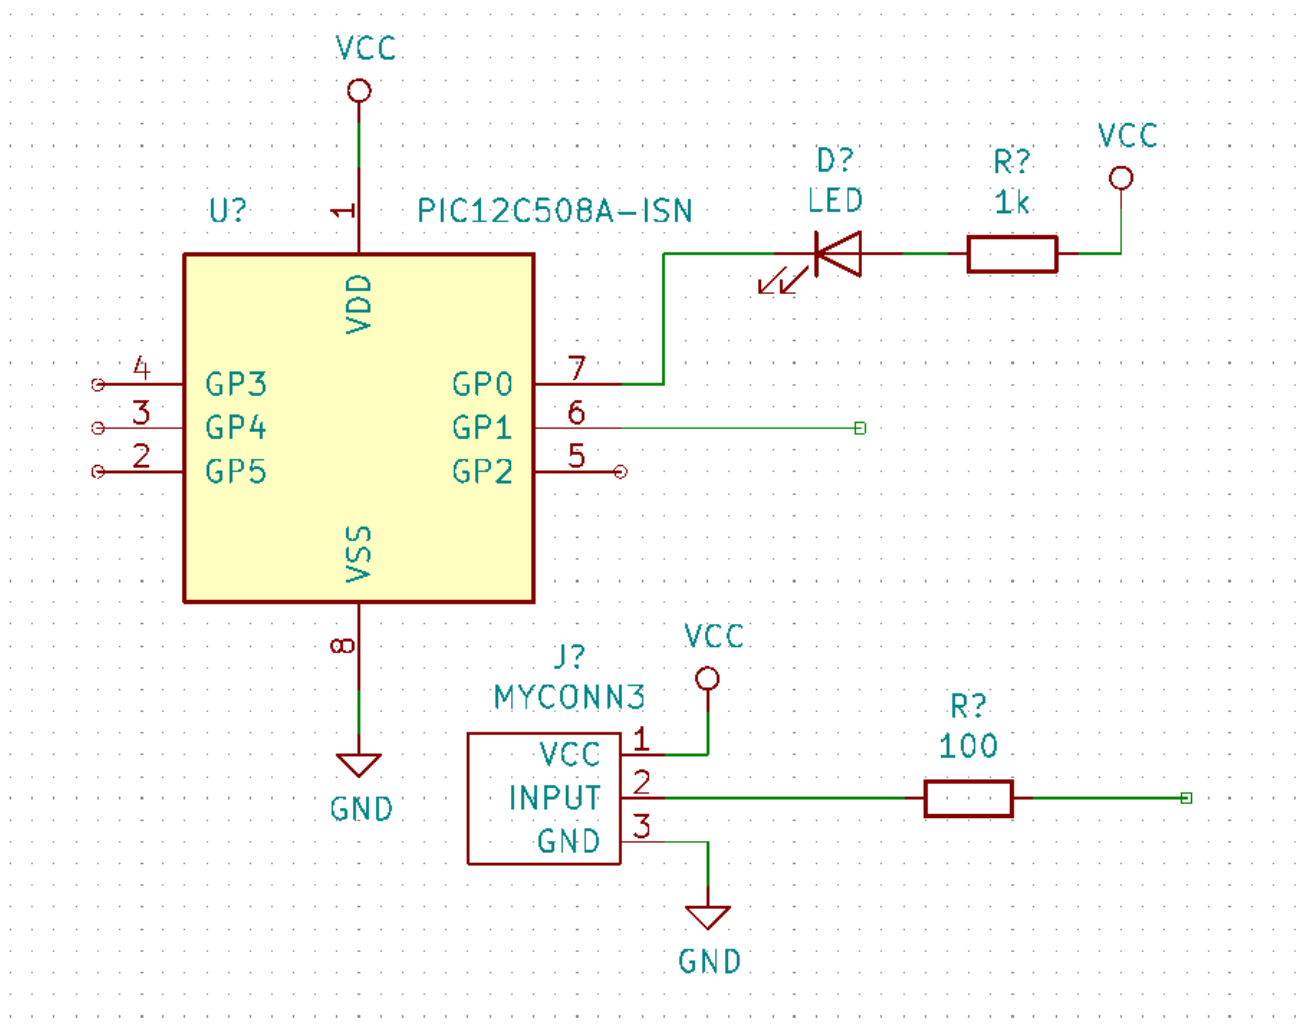 VCC
VCC
D?
LED
R?
1k
U?
1
PIC12C508A-ISN
VDD
4
GP3
GP0
7
3
GP4
GP1
6
2
GP5
GP2
5
VSS
8
GND
VCC
J?
MYCONN3
VCC
1
INPUT
2
GND
3
R?
100
GND